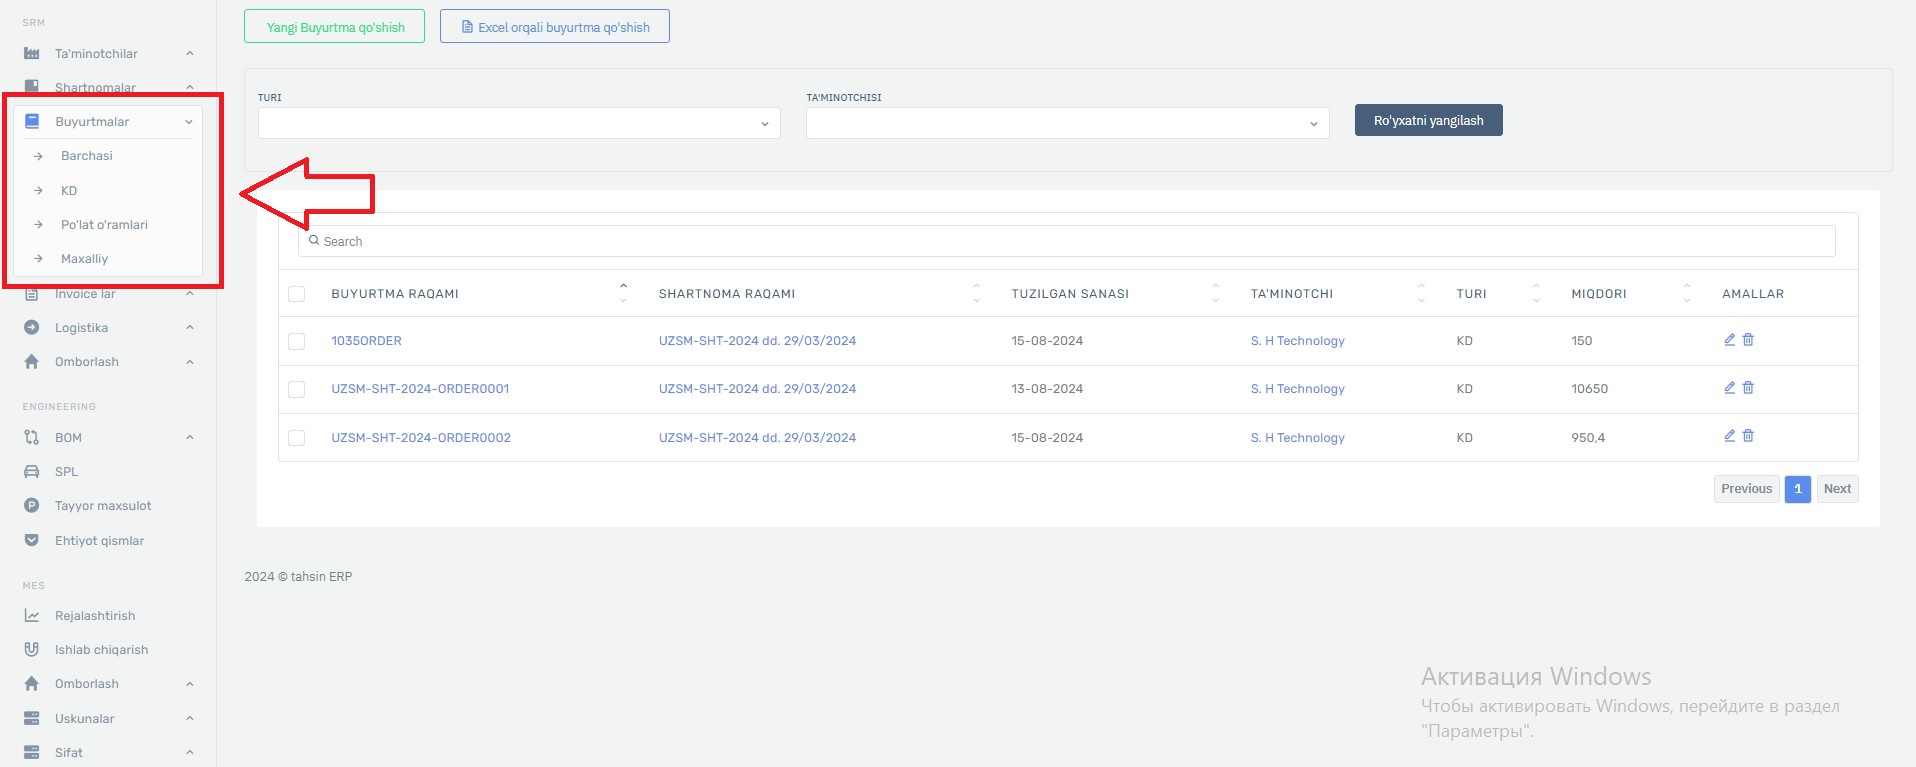 SRM
Ta'minotchilar
Shartnomalar
Buyurtmalar
Barchasi
KD
Po'lat o'ramlari
Maxalliy
Invoice lar
Logistika
Omborlash
ENGINEERING
BOM
SPL
Tayyor maxsulot
Ehtiyot qismlar
MES
Rejalashtirish
Ishlab chiqarish
Omborlash
Uskunalar
Sifat
Yangi Buyurtma qo'shish
Excel orqali buyurtma qo'shish
TURI
TA'MINOTCHISI
Ro'yxatni yangilash
Search
BUYURTMA RAQAMI SHARTNOMA RAQAMI TUZILGAN SANASI TA'MINOTCHI TURI MIQDORI AMALLAR
1035ORDER UZSM-SHT-2024 dd. 29/03/2024 15-08-2024 S. H Technology KD 150
UZSM-SHT-2024-ORDER0001 UZSM-SHT-2024 dd. 29/03/2024 13-08-2024 S. H Technology KD 10650
UZSM-SHT-2024-ORDER0002 UZSM-SHT-2024 dd. 29/03/2024 15-08-2024 S. H Technology KD 950,4
Previous 1 Next
2024 © tahsin ERP
Активация Windows
Чтобы активировать Windows, перейдите в раздел
"Параметры".